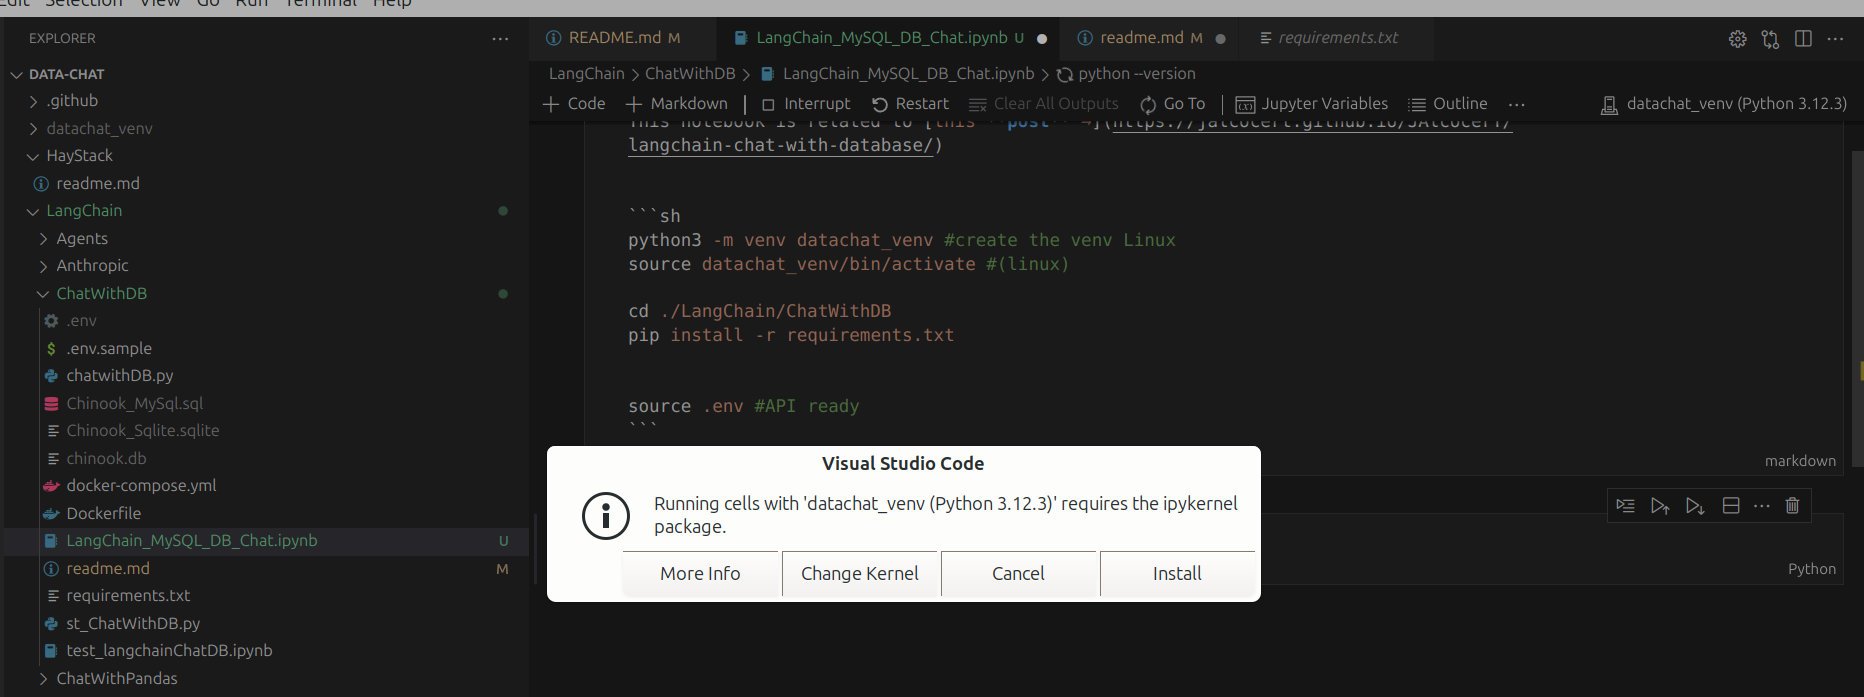 Edit Selection View Go Run Terminal Help
EXPLORER ···
DATA-CHAT
.github
datachat_venv
HayStack
readme.md
LangChain
Agents
Anthropic
ChatWithDB
.env
.env.sample
chatwithDB.py
Chinook_MySql.sql
Chinook_Sqlite.sqlite
chinook.db
docker-compose.yml
Dockerfile
LangChain_MySQL_DB_Chat.ipynb U
readme.md M
requirements.txt
st_ChatWithDB.py
test_langchainChatDB.ipynb
ChatWithPandas
README.md M LangChain_MySQL_DB_Chat.ipynb U readme.md M requirements.txt
LangChain > ChatWithDB > LangChain_MySQL_DB_Chat.ipynb > python --version
+ Code + Markdown | Interrupt Restart Clear All Outputs Go To | Jupyter Variables Outline ··· datachat_venv (Python 3.12.3)
This notebook is related to [this **post** →](https://jalcocert.github.io/JAlcocerT/
langchain-chat-with-database/)
```sh
python3 -m venv datachat_venv #create the venv Linux
source datachat_venv/bin/activate #(linux)
cd ./LangChain/ChatWithDB
pip install -r requirements.txt
source .env #API ready
```
markdown
Visual Studio Code
Running cells with 'datachat_venv (Python 3.12.3)' requires the ipykernel
package.
More Info Change Kernel Cancel Install
Python